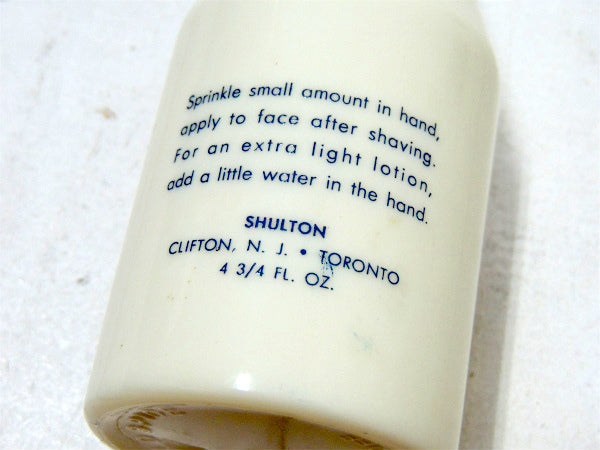 Sprinkle small amount in hand,
apply to face after shaving.
For an extra light lotion,
add a little water in the hand.
SHULTON
CLIFTON, N. J. • TORONTO
4 3/4 FL. OZ.